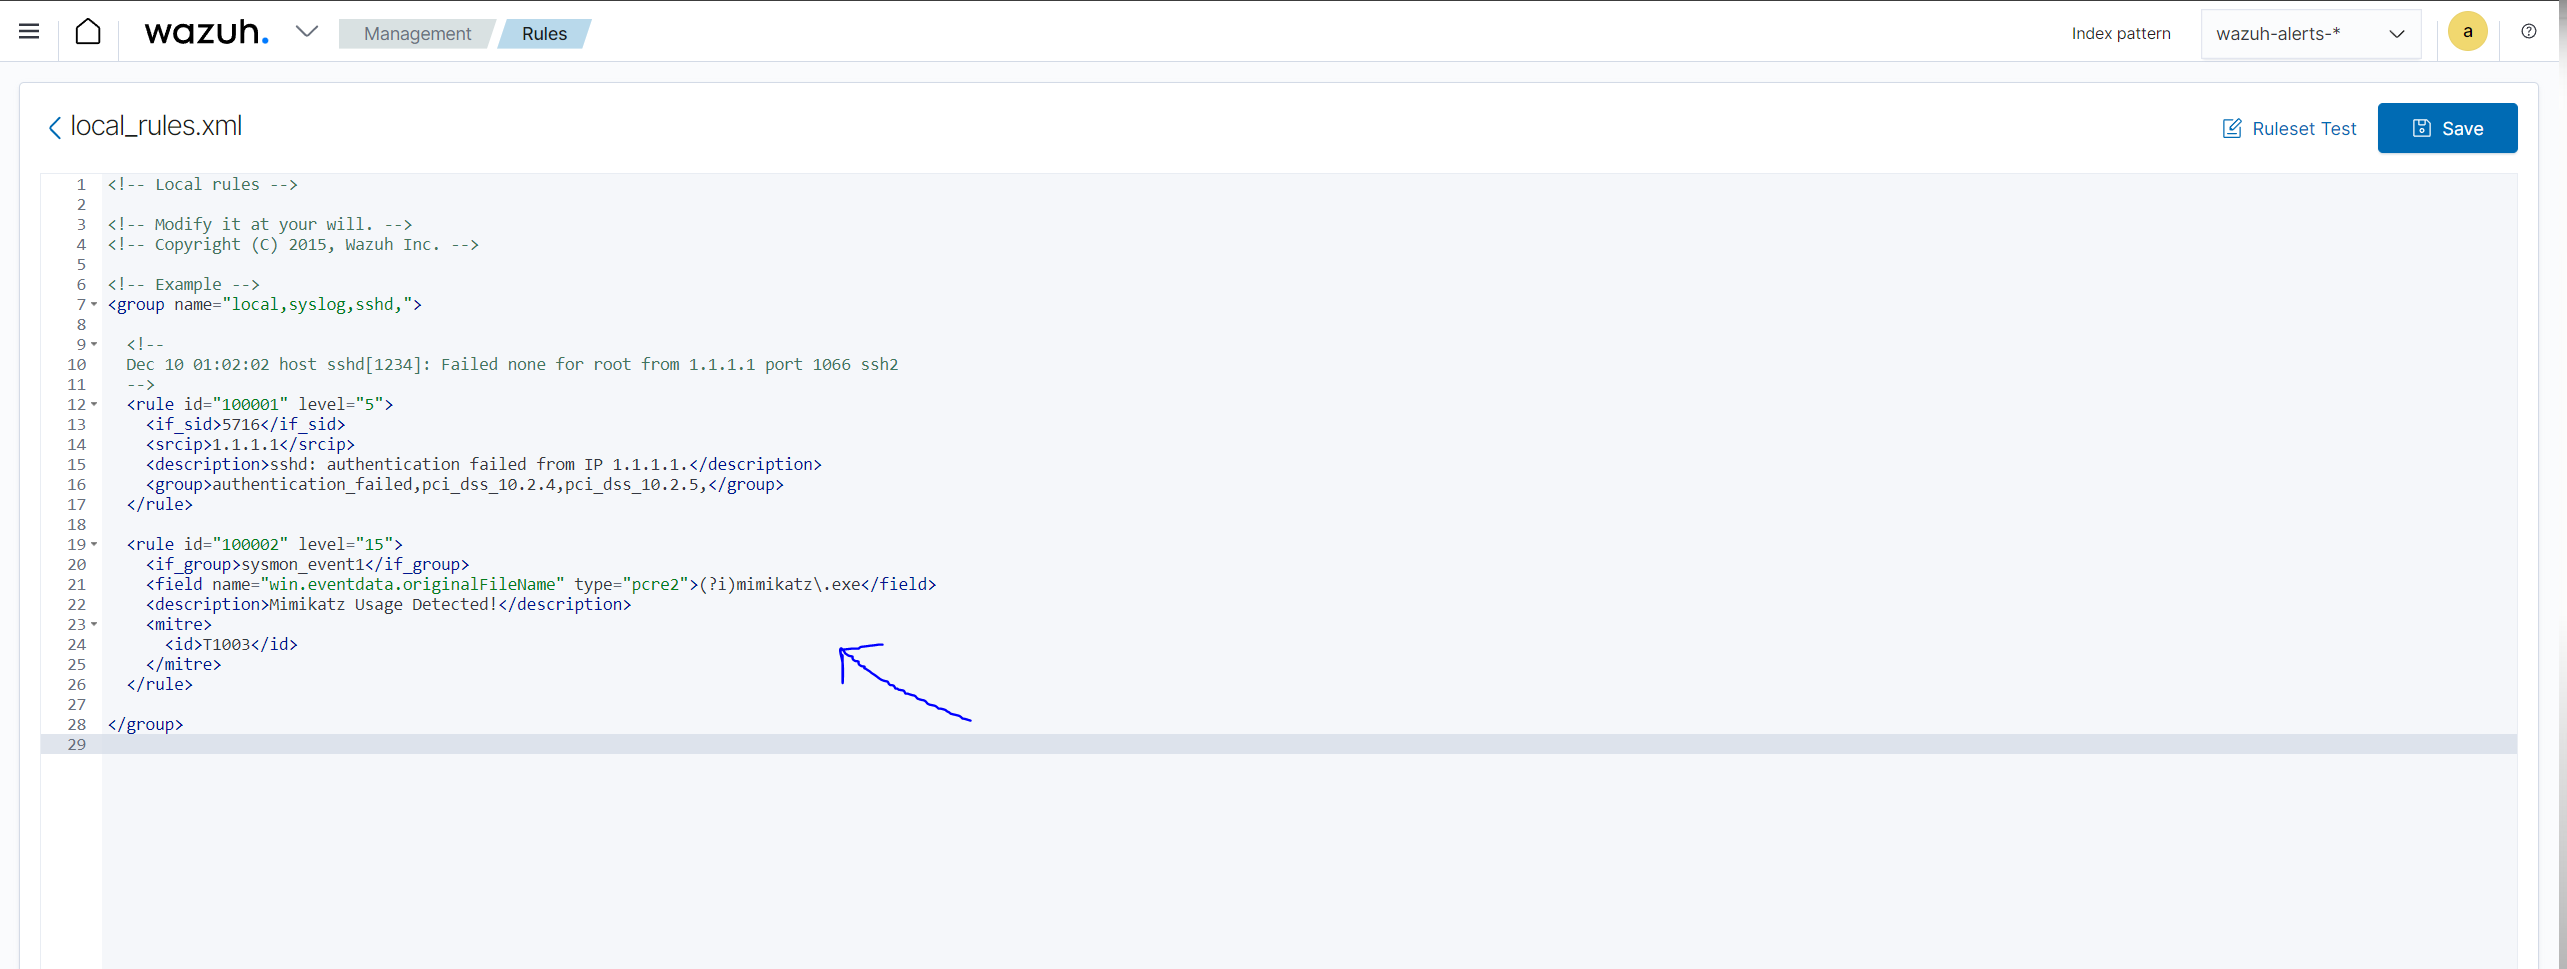 wazuh. Management Rules Index pattern wazuh-alerts-* a
local_rules.xml Ruleset Test Save
1 <!-- Local rules -->
2
3 <!-- Modify it at your will. -->
4 <!-- Copyright (C) 2015, Wazuh Inc. -->
5
6 <!-- Example -->
7 <group name="local,syslog,sshd,">
8
9 <!--
10 Dec 10 01:02:02 host sshd[1234]: Failed none for root from 1.1.1.1 port 1066 ssh2
11 -->
12 <rule id="100001" level="5">
13 <if_sid>5716</if_sid>
14 <srcip>1.1.1.1</srcip>
15 <description>sshd: authentication failed from IP 1.1.1.1.</description>
16 <group>authentication_failed,pci_dss_10.2.4,pci_dss_10.2.5,</group>
17 </rule>
18
19 <rule id="100002" level="15">
20 <if_group>sysmon_event1</if_group>
21 <field name="win.eventdata.originalFileName" type="pcre2">(?i)mimikatz\.exe</field>
22 <description>Mimikatz Usage Detected!</description>
23 <mitre>
24 <id>T1003</id>
25 </mitre>
26 </rule>
27
28 </group>
29